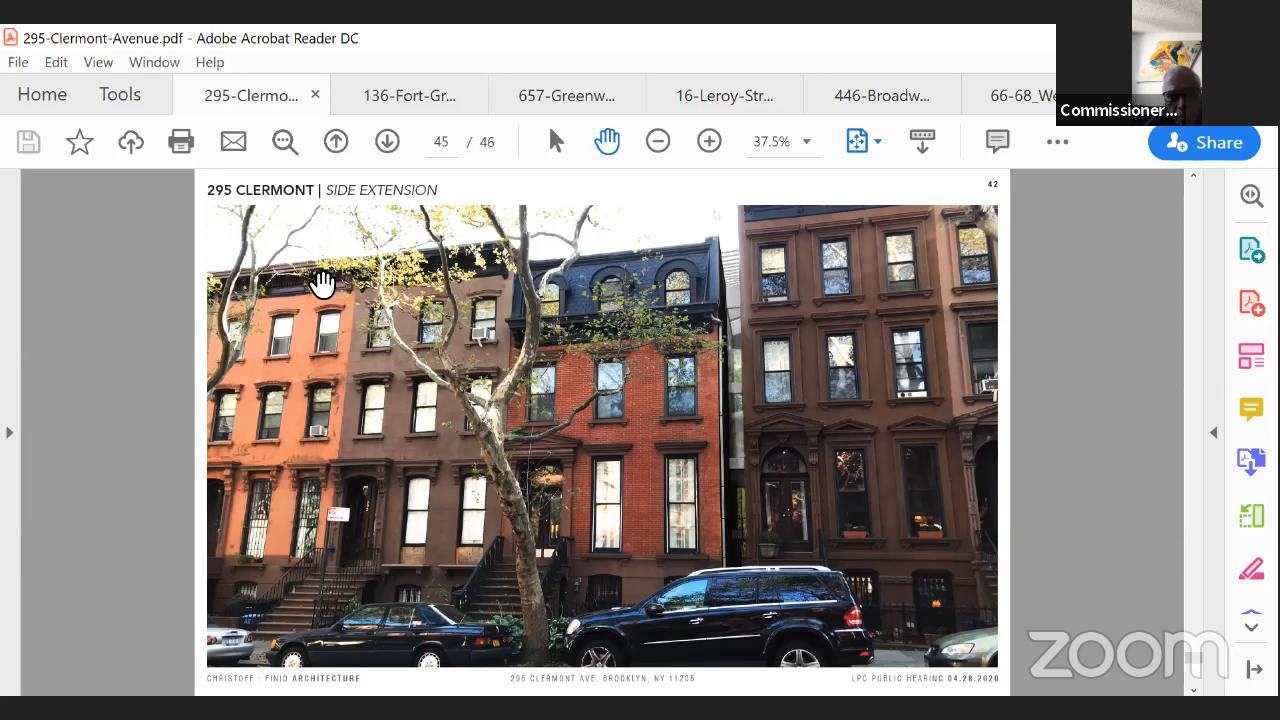 295-Clermont-Avenue.pdf - Adobe Acrobat Reader DC
File Edit View Window Help
Home Tools 295-Clermo... × 136-Fort-Gr... 657-Greenw... 16-Leroy-Str... 446-Broadw... 66-68_We
Commissioner...
45 / 46 37.5% Share
295 CLERMONT | SIDE EXTENSION 42
CHRISTOFF : FINIO ARCHITECTURE 295 CLERMONT AVE. BROOKLYN, NY 11205 LPC PUBLIC HEARING 04.28.2020
zoom